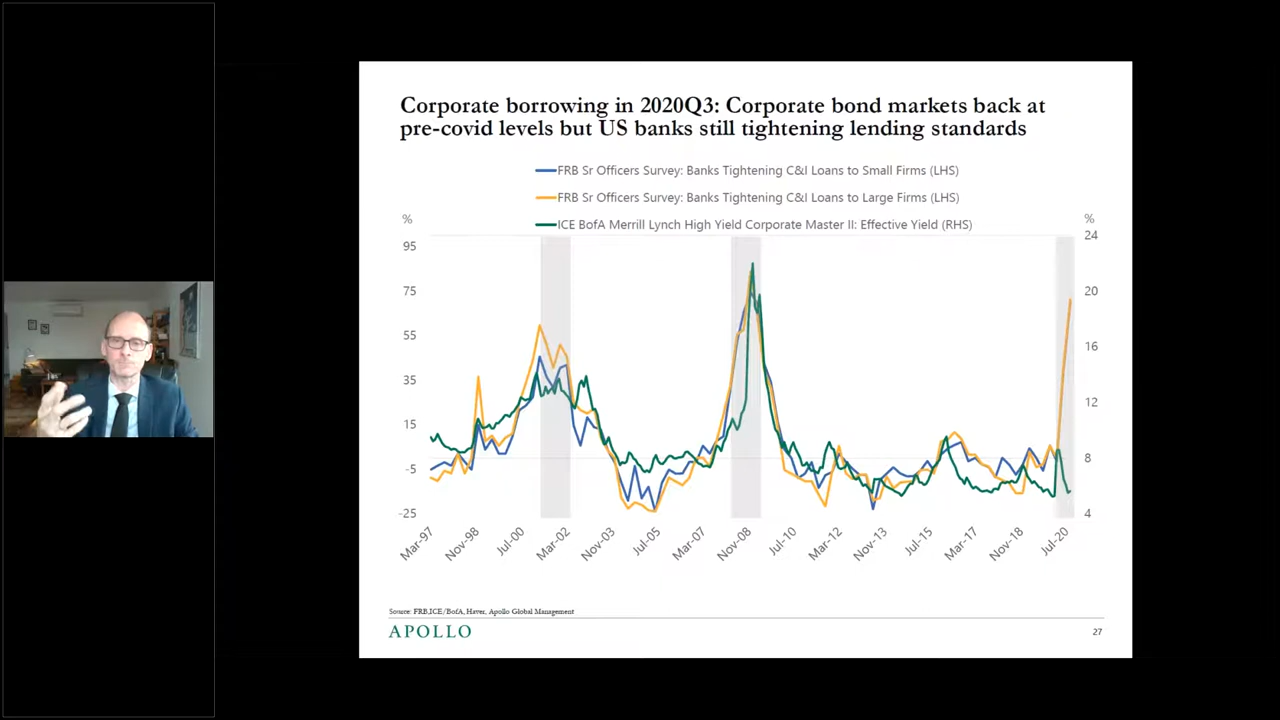 Corporate borrowing in 2020Q3: Corporate bond markets back at
pre-covid levels but US banks still tightening lending standards
FRB Sr Officers Survey: Banks Tightening C&I Loans to Small Firms (LHS)
FRB Sr Officers Survey: Banks Tightening C&I Loans to Large Firms (LHS)
ICE BofA Merrill Lynch High Yield Corporate Master II: Effective Yield (RHS)
%
95
75
55
35
15
-5
-25
%
24
20
16
12
8
4
Mar-97
Nov-98
Jul-00
Mar-02
Nov-03
Jul-05
Mar-07
Nov-08
Jul-10
Mar-12
Nov-13
Jul-15
Mar-17
Nov-18
Jul-20
Source: FRB,ICE/BofA, Haver, Apollo Global Management
APOLLO
27